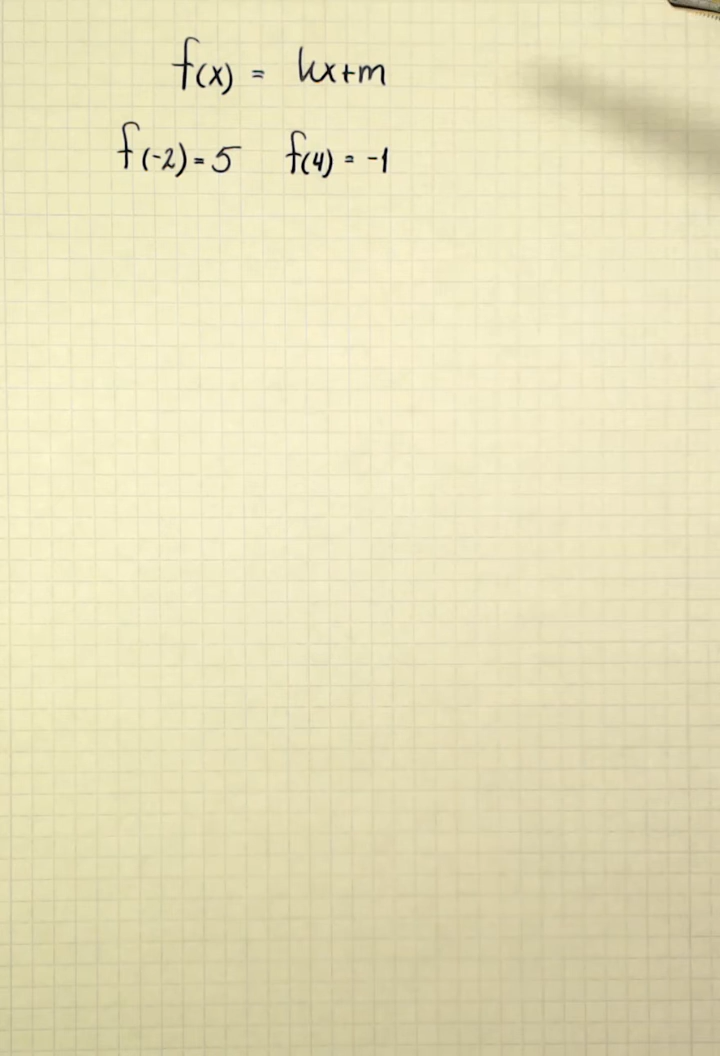 f(x) = kx+m
f(-2) = 5 f(4) = -1